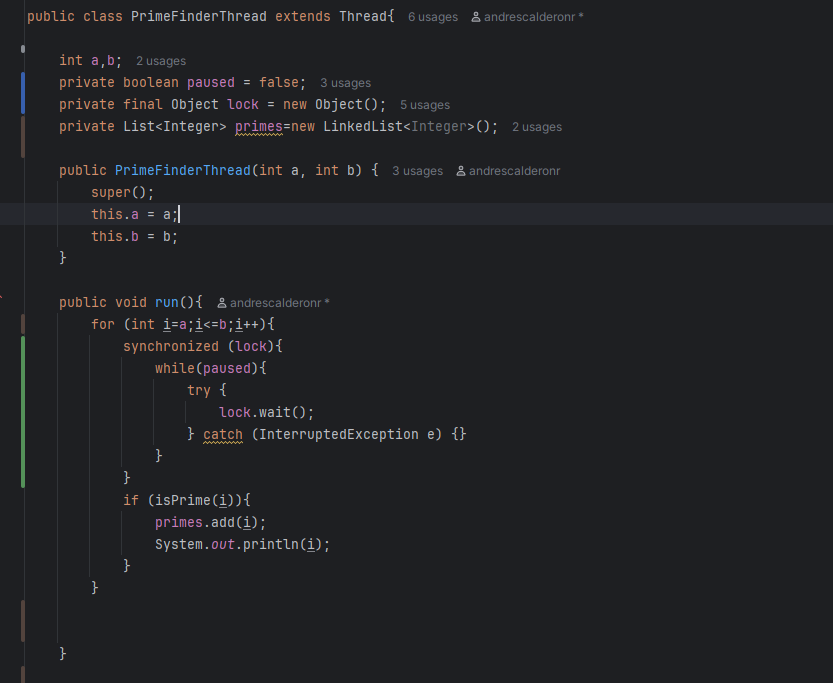 public class PrimeFinderThread extends Thread{ 6 usages andrescalderonr *
int a,b; 2 usages
private boolean paused = false; 3 usages
private final Object lock = new Object(); 5 usages
private List<Integer> primes=new LinkedList<Integer>(); 2 usages
public PrimeFinderThread(int a, int b) { 3 usages andrescalderonr
super();
this.a = a;
this.b = b;
}
public void run(){ andrescalderonr *
for (int i=a;i<=b;i++){
synchronized (lock){
while(paused){
try {
lock.wait();
} catch (InterruptedException e) {}
}
}
if (isPrime(i)){
primes.add(i);
System.out.println(i);
}
}
}